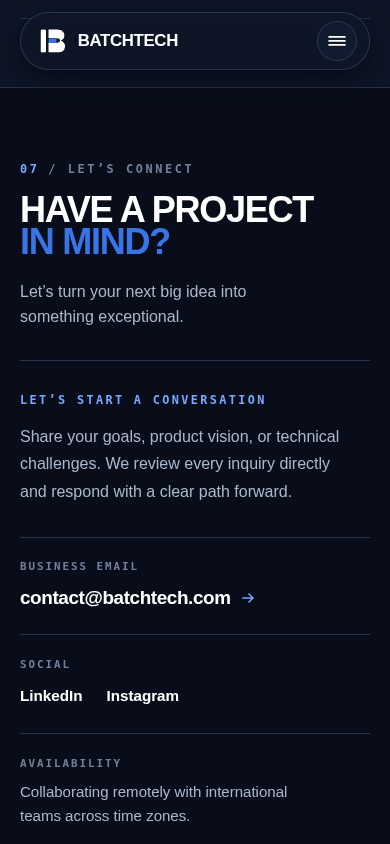 BATCHTECH
07 / LET’S CONNECT
HAVE A PROJECT
IN MIND?
Let’s turn your next big idea into
something exceptional.
LET’S START A CONVERSATION
Share your goals, product vision, or technical
challenges. We review every inquiry directly
and respond with a clear path forward.
BUSINESS EMAIL
contact@batchtech.com →
SOCIAL
LinkedIn Instagram
AVAILABILITY
Collaborating remotely with international
teams across time zones.